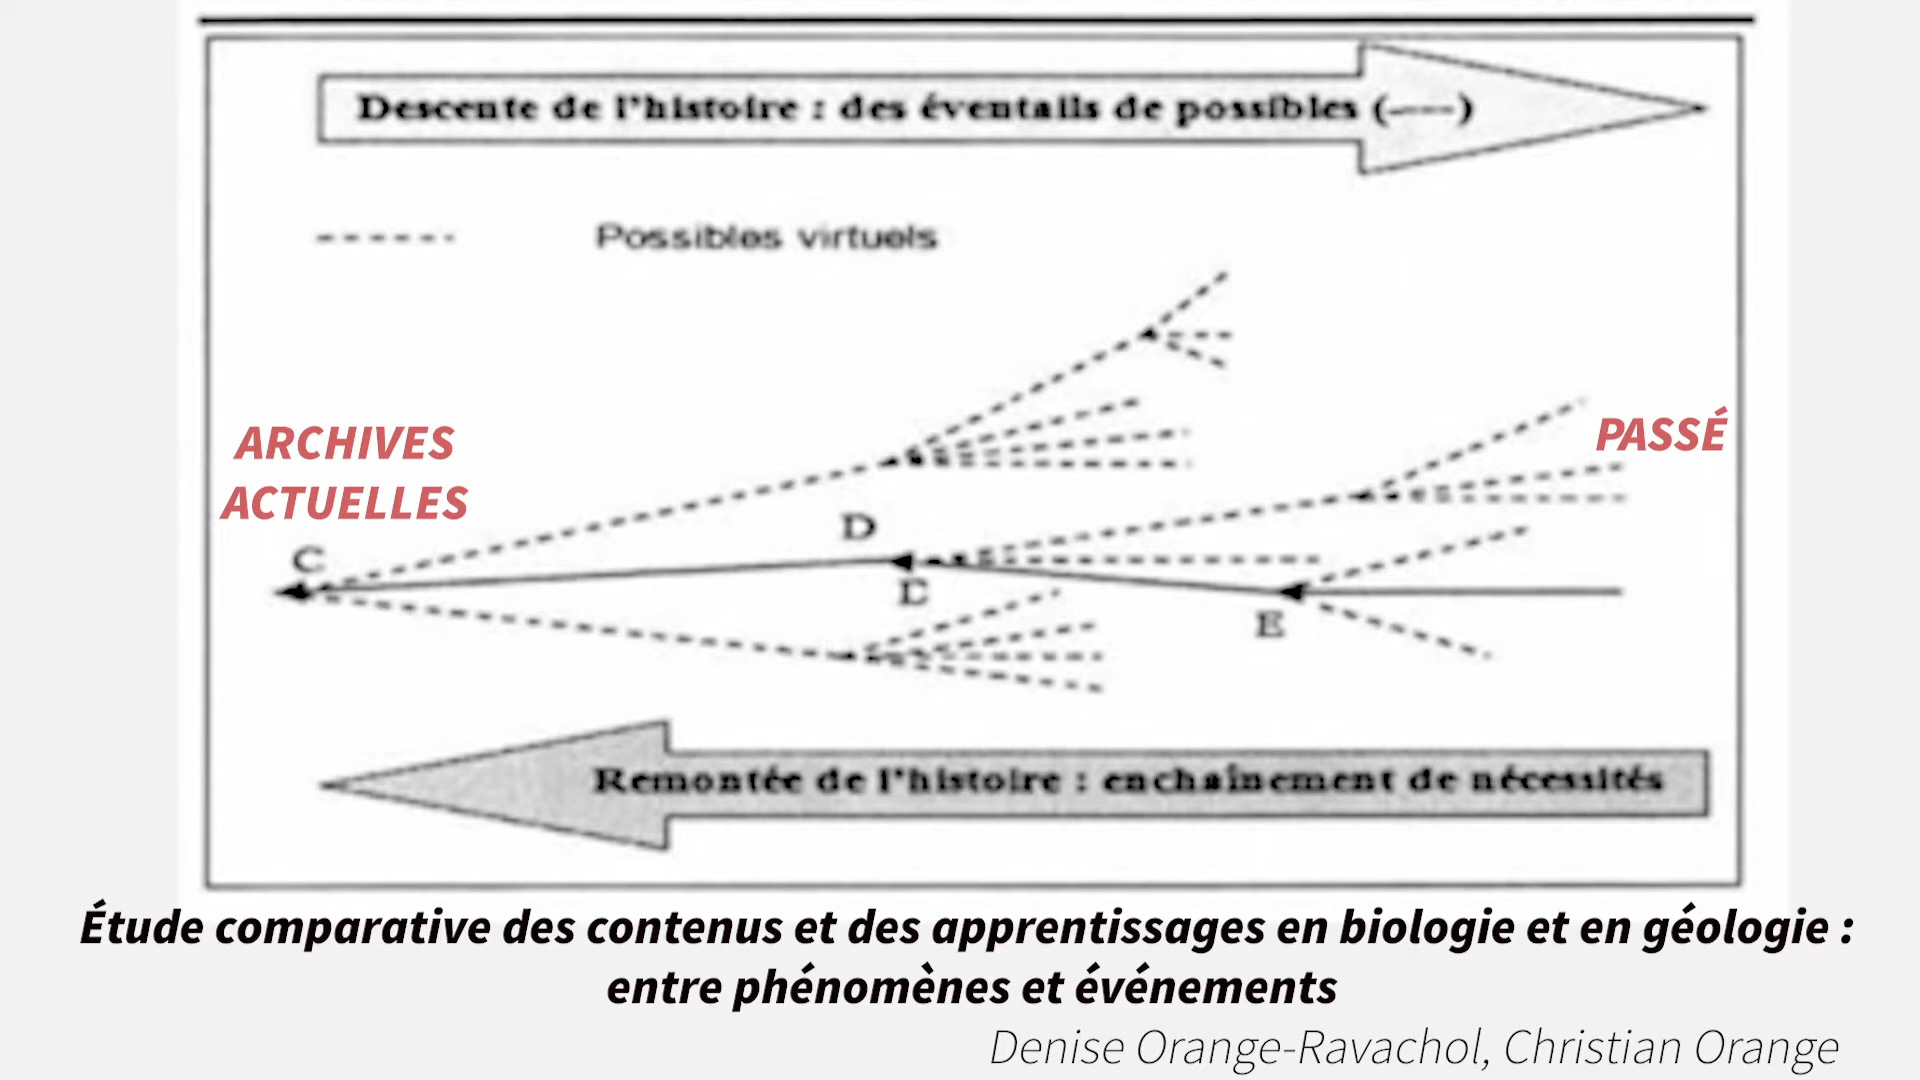 Descente de l'histoire : des éventails de possibles (----)
Possibles virtuels
ARCHIVES
ACTUELLES
PASSÉ
C
D
E
E
Remontée de l'histoire : enchaînement de nécessités
Étude comparative des contenus et des apprentissages en biologie et en géologie :
entre phénomènes et événements
Denise Orange-Ravachol, Christian Orange